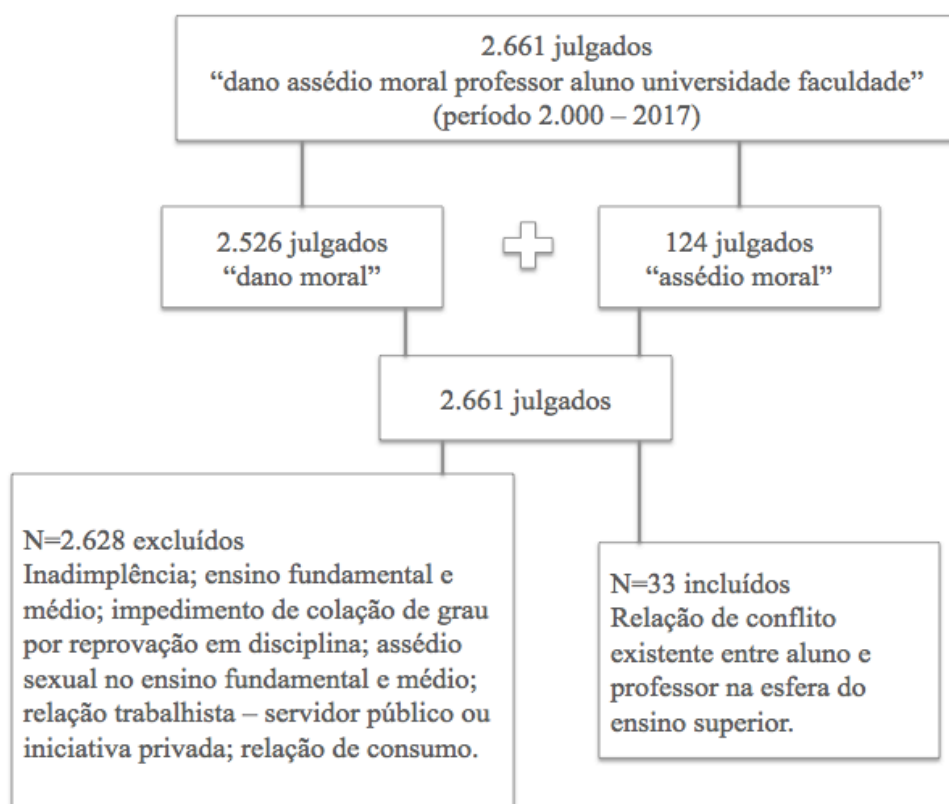 2.661 julgados
“dano assédio moral professor aluno universidade faculdade”
(período 2.000 – 2017)
2.526 julgados
“dano moral”
124 julgados
“assédio moral”
2.661 julgados
N=2.628 excluídos
Inadimplência; ensino fundamental e
médio; impedimento de colação de grau
por reprovação em disciplina; assédio
sexual no ensino fundamental e médio;
relação trabalhista – servidor público ou
iniciativa privada; relação de consumo.
N=33 incluídos
Relação de conflito
existente entre aluno e
professor na esfera do
ensino superior.